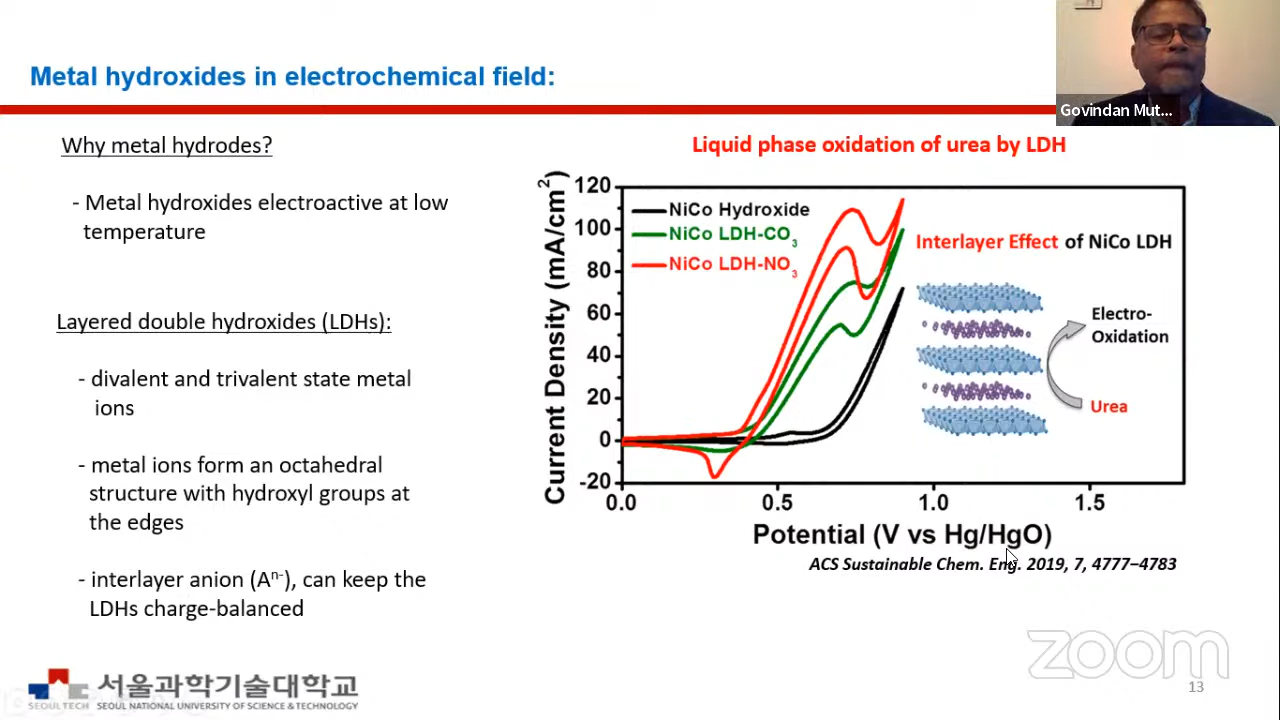 Metal hydroxides in electrochemical field:
Govindan Mut...
Why metal hydrodes?
- Metal hydroxides electroactive at low
temperature
Layered double hydroxides (LDHs):
- divalent and trivalent state metal
ions
- metal ions form an octahedral
structure with hydroxyl groups at
the edges
- interlayer anion (Aⁿ⁻), can keep the
LDHs charge-balanced
Liquid phase oxidation of urea by LDH
Current Density (mA/cm²)
120
100
80
60
40
20
0
-20
NiCo Hydroxide
NiCo LDH-CO₃
NiCo LDH-NO₃
Interlayer Effect of NiCo LDH
Electro-
Oxidation
Urea
0.0 0.5 1.0 1.5
Potential (V vs Hg/HgO)
ACS Sustainable Chem. Eng. 2019, 7, 4777−4783
zoom
서울과학기술대학교
SEOUL TECH SEOUL NATIONAL UNIVERSITY OF SCIENCE & TECHNOLOGY
13